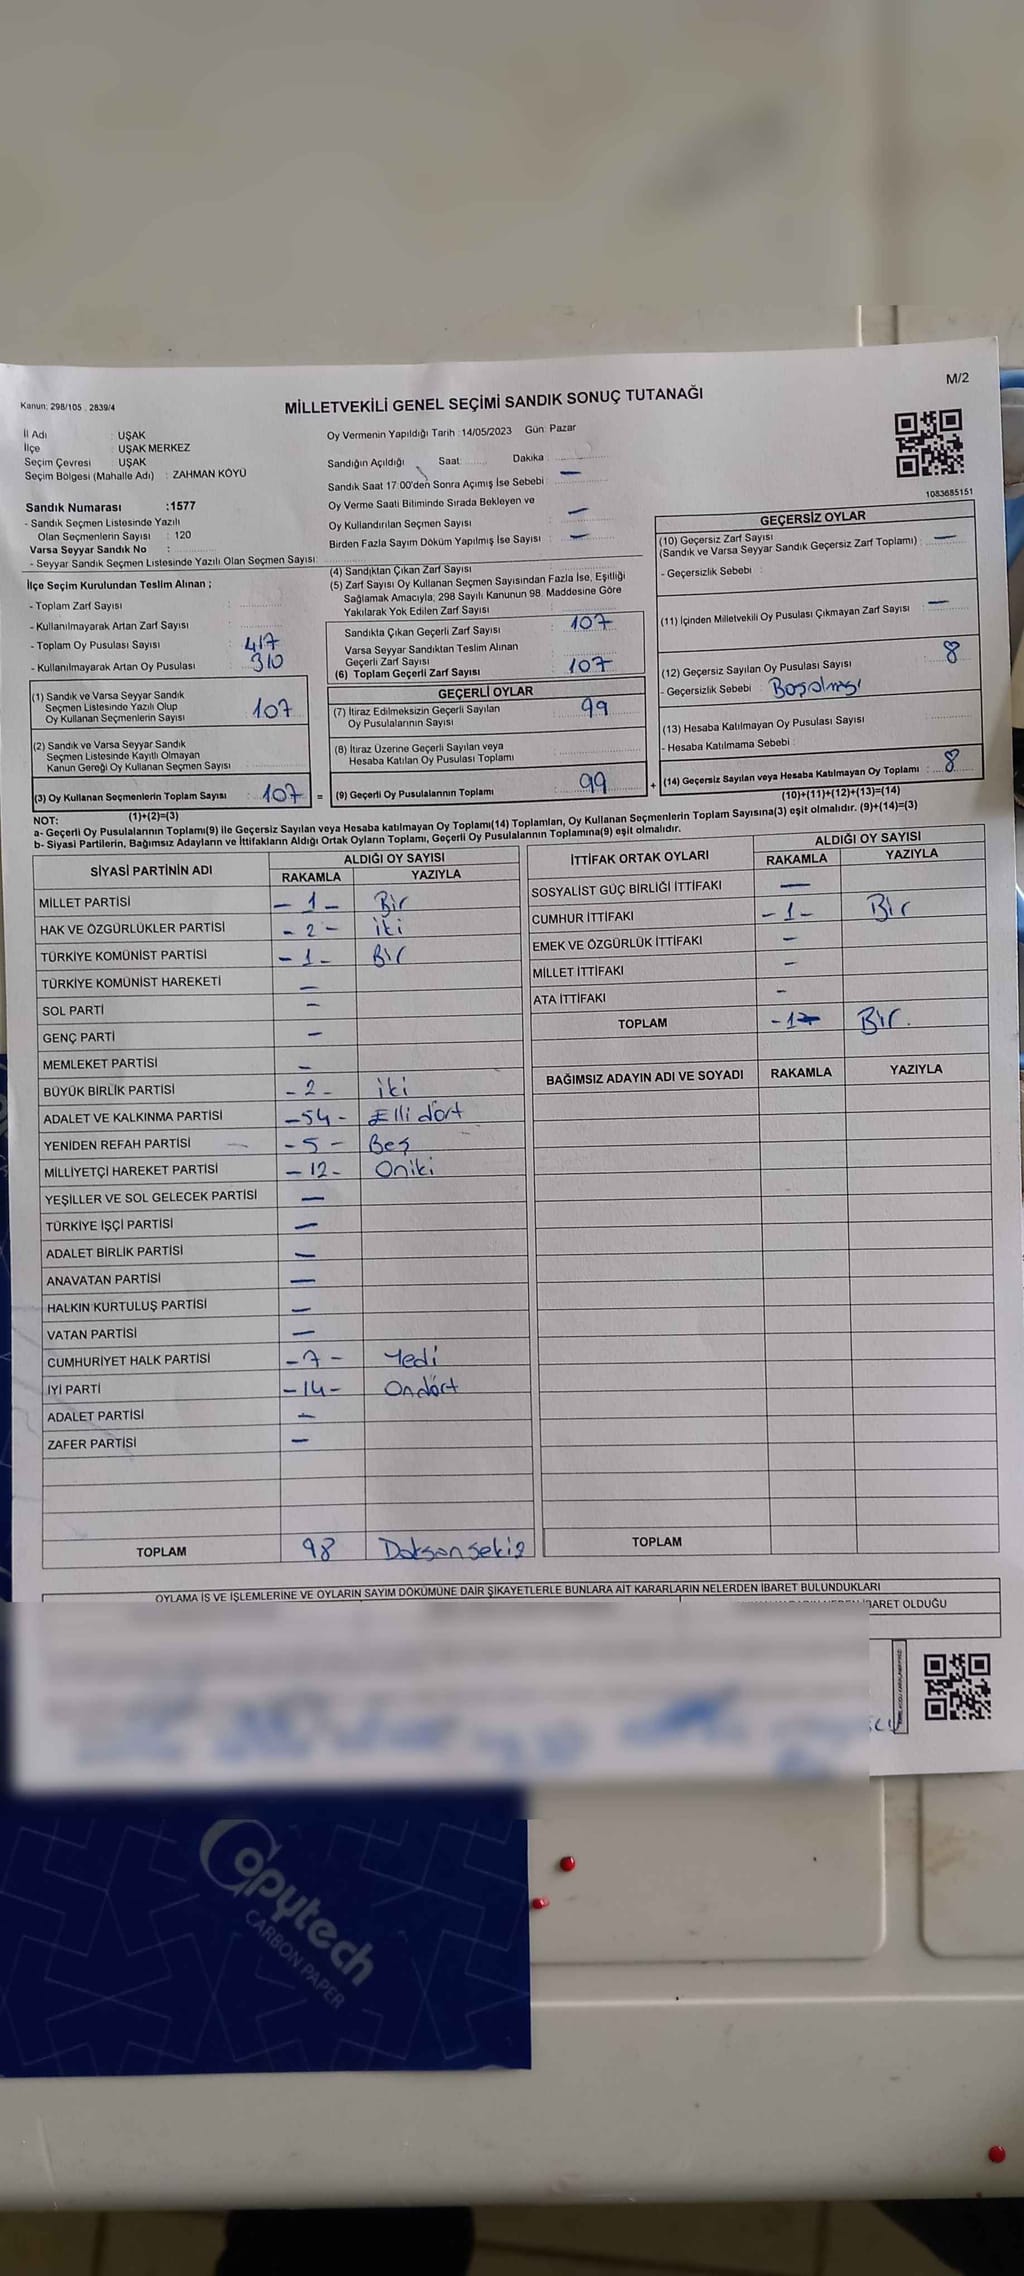 M/2
Kanun: 298/105 . 2839/4
MİLLETVEKİLİ GENEL SEÇİMİ SANDIK SONUÇ TUTANAĞI
İl Adı : UŞAK
İlçe : UŞAK MERKEZ
Seçim Çevresi : UŞAK
Seçim Bölgesi (Mahalle Adı) : ZAHMAN KÖYÜ
Sandık Numarası :1577
- Sandık Seçmen Listesinde Yazılı
Olan Seçmenlerin Sayısı : 120
Varsa Seyyar Sandık No :
- Seyyar Sandık Seçmen Listesinde Yazılı Olan Seçmen Sayısı:
Oy Vermenin Yapıldığı Tarih :14/05/2023 Gün: Pazar
Sandığın Açıldığı Saat: Dakika :
Sandık Saat 17:00'den Sonra Açımış İse Sebebi : —
Oy Verme Saati Bitiminde Sırada Bekleyen ve
Oy Kullandırılan Seçmen Sayısı —
Birden Fazla Sayım Döküm Yapılmış İse Sayısı : —
1083685151
İlçe Seçim Kurulundan Teslim Alınan ;
- Toplam Zarf Sayısı :
- Kullanılmayarak Artan Zarf Sayısı :
- Toplam Oy Pusulası Sayısı : 417
- Kullanılmayarak Artan Oy Pusulası : 310
(1) Sandık ve Varsa Seyyar Sandık
Seçmen Listesinde Yazılı Olup
Oy Kullanan Seçmenlerin Sayısı : 107
(2) Sandık ve Varsa Seyyar Sandık
Seçmen Listesinde Kayıtlı Olmayan
Kanun Gereği Oy Kullanan Seçmen Sayısı :
(3) Oy Kullanan Seçmenlerin Toplam Sayısı : 107 =
(1)+(2)=(3)
(4) Sandıktan Çıkan Zarf Sayısı
(5) Zarf Sayısı Oy Kullanan Seçmen Sayısından Fazla İse, Eşitliği
Sağlamak Amacıyla, 298 Sayılı Kanunun 98. Maddesine Göre
Yakılarak Yok Edilen Zarf Sayısı
Sandıkta Çıkan Geçerli Zarf Sayısı : 107
Varsa Seyyar Sandıktan Teslim Alınan
Geçerli Zarf Sayısı
(6) Toplam Geçerli Zarf Sayısı : 107
GEÇERLİ OYLAR
(7) İtiraz Edilmeksizin Geçerli Sayılan
Oy Pusulalarının Sayısı : 99
(8) İtiraz Üzerine Geçerli Sayılan veya
Hesaba Katılan Oy Pusulası Toplamı :
(9) Geçerli Oy Pusulalarının Toplamı : 99 +
GEÇERSİZ OYLAR
(10) Geçersiz Zarf Sayısı
(Sandık ve Varsa Seyyar Sandık Geçersiz Zarf Toplamı) : —
- Geçersizlik Sebebi :
(11) İçinden Milletvekili Oy Pusulası Çıkmayan Zarf Sayısı : —
(12) Geçersiz Sayılan Oy Pusulası Sayısı : 8
- Geçersizlik Sebebi : Boş olması
(13) Hesaba Katılmayan Oy Pusulası Sayısı :
- Hesaba Katılmama Sebebi :
(14) Geçersiz Sayılan veya Hesaba Katılmayan Oy Toplamı : 8
(10)+(11)+(12)+(13)=(14)
NOT:
a- Geçerli Oy Pusulalarının Toplamı(9) ile Geçersiz Sayılan veya Hesaba katılmayan Oy Toplamı(14) Toplamları, Oy Kullanan Seçmenlerin Toplam Sayısına(3) eşit olmalıdır. (9)+(14)=(3)
b- Siyasi Partilerin, Bağımsız Adayların ve İttifakların Aldığı Ortak Oyların Toplamı, Geçerli Oy Pusulalarının Toplamına(9) eşit olmalıdır.
SİYASİ PARTİNİN ADI ALDIĞI OY SAYISI
RAKAMLA YAZIYLA
MİLLET PARTİSİ - 1 - Bir
HAK VE ÖZGÜRLÜKLER PARTİSİ - 2 - iki
TÜRKİYE KOMÜNİST PARTİSİ - 1 - Bir
TÜRKİYE KOMÜNİST HAREKETİ —
SOL PARTİ —
GENÇ PARTİ —
MEMLEKET PARTİSİ —
BÜYÜK BİRLİK PARTİSİ - 2 - iki
ADALET VE KALKINMA PARTİSİ - 54 - Elli dört
YENİDEN REFAH PARTİSİ - 5 - Beş
MİLLİYETÇİ HAREKET PARTİSİ - 12 - Oniki
YEŞİLLER VE SOL GELECEK PARTİSİ —
TÜRKİYE İŞÇİ PARTİSİ —
ADALET BİRLİK PARTİSİ —
ANAVATAN PARTİSİ —
HALKIN KURTULUŞ PARTİSİ —
VATAN PARTİSİ —
CUMHURİYET HALK PARTİSİ - 7 - Yedi
İYİ PARTİ - 14 - Ondört
ADALET PARTİSİ —
ZAFER PARTİSİ —
TOPLAM 98 Doksan sekiz
İTTİFAK ORTAK OYLARI ALDIĞI OY SAYISI
RAKAMLA YAZIYLA
SOSYALİST GÜÇ BİRLİĞİ İTTİFAKI —
CUMHUR İTTİFAKI - 1 - Bir
EMEK VE ÖZGÜRLÜK İTTİFAKI —
MİLLET İTTİFAKI —
ATA İTTİFAKI —
TOPLAM - 1 - Bir.
BAĞIMSIZ ADAYIN ADI VE SOYADI RAKAMLA YAZIYLA
TOPLAM
OYLAMA İŞ VE İŞLEMLERİNE VE OYLARIN SAYIM DÖKÜMÜNE DAİR ŞİKAYETLERLE BUNLARA AİT KARARLARIN NELERDEN İBARET BULUNDUKLARI
İBARET OLDUĞU
Copytech
CARBON PAPER